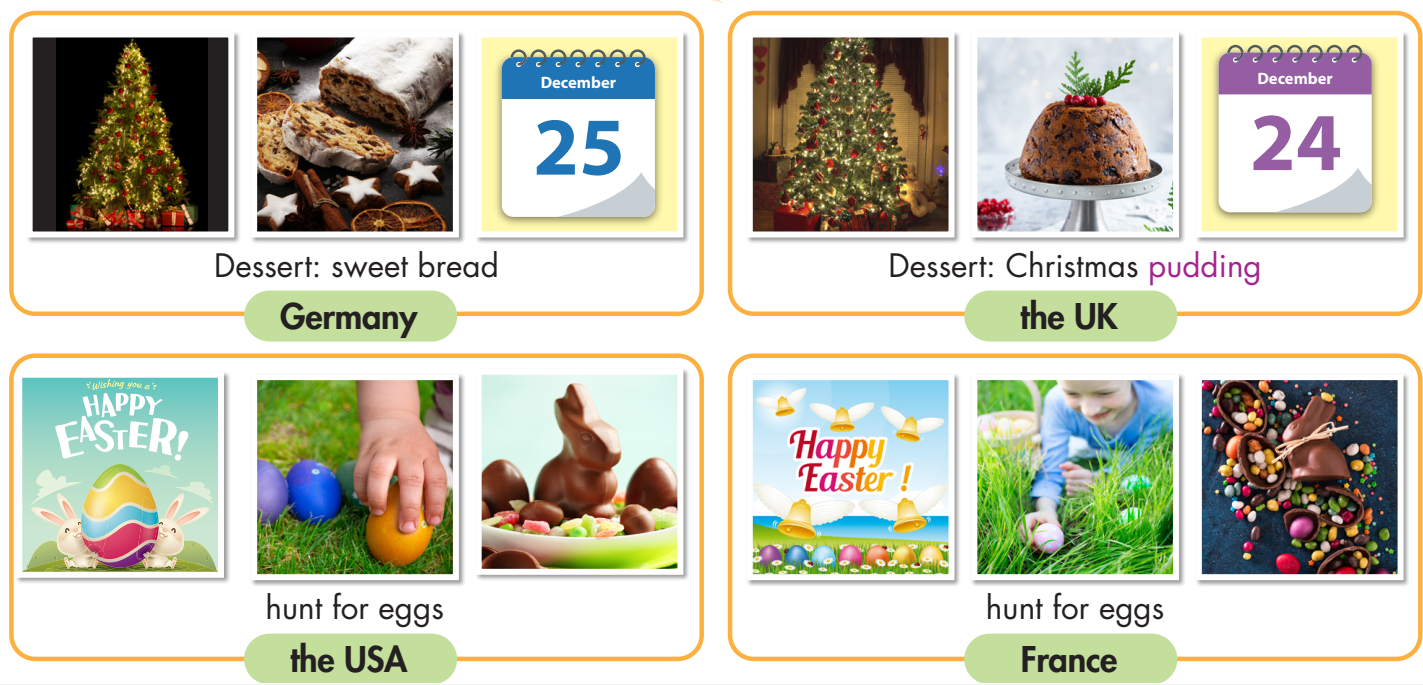 December
25
Dessert: sweet bread
Germany
December
24
Dessert: Christmas pudding
the UK
Wishing you a
HAPPY
EASTER!
hunt for eggs
the USA
Happy
Easter !
hunt for eggs
France